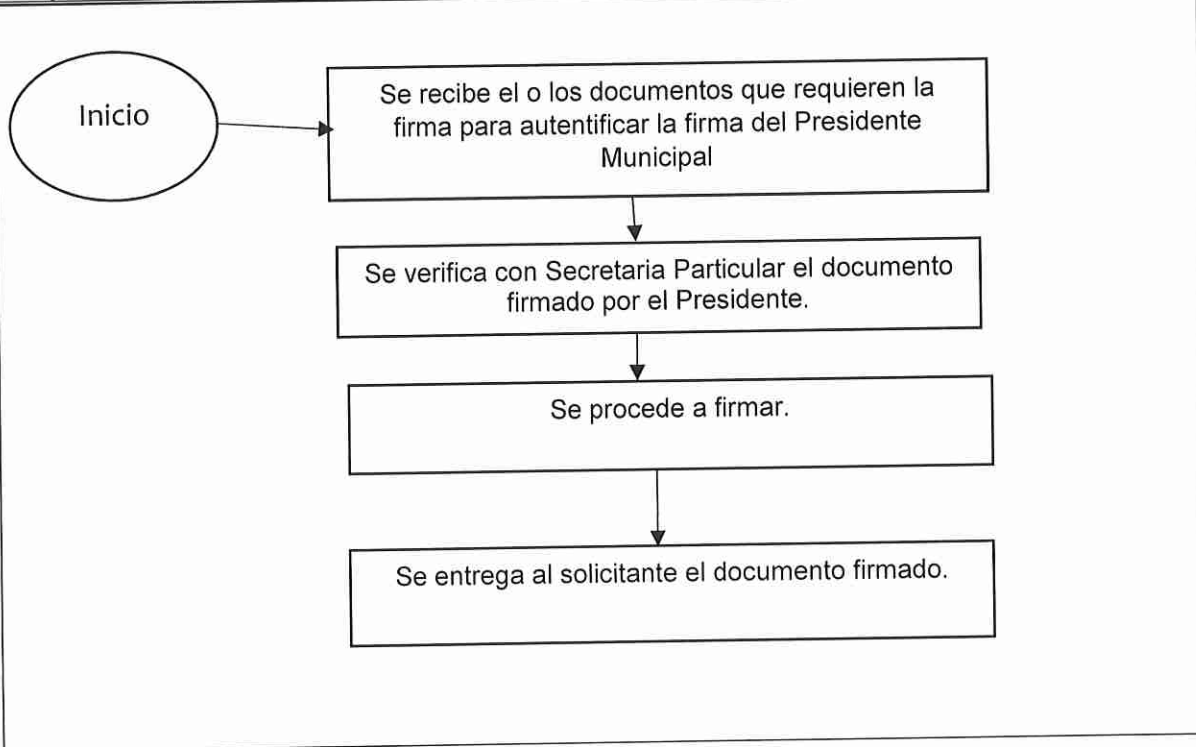 Inicio
Se recibe el o los documentos que requieren la
firma para autentificar la firma del Presidente
Municipal
Se verifica con Secretaria Particular el documento
firmado por el Presidente.
Se procede a firmar.
Se entrega al solicitante el documento firmado.